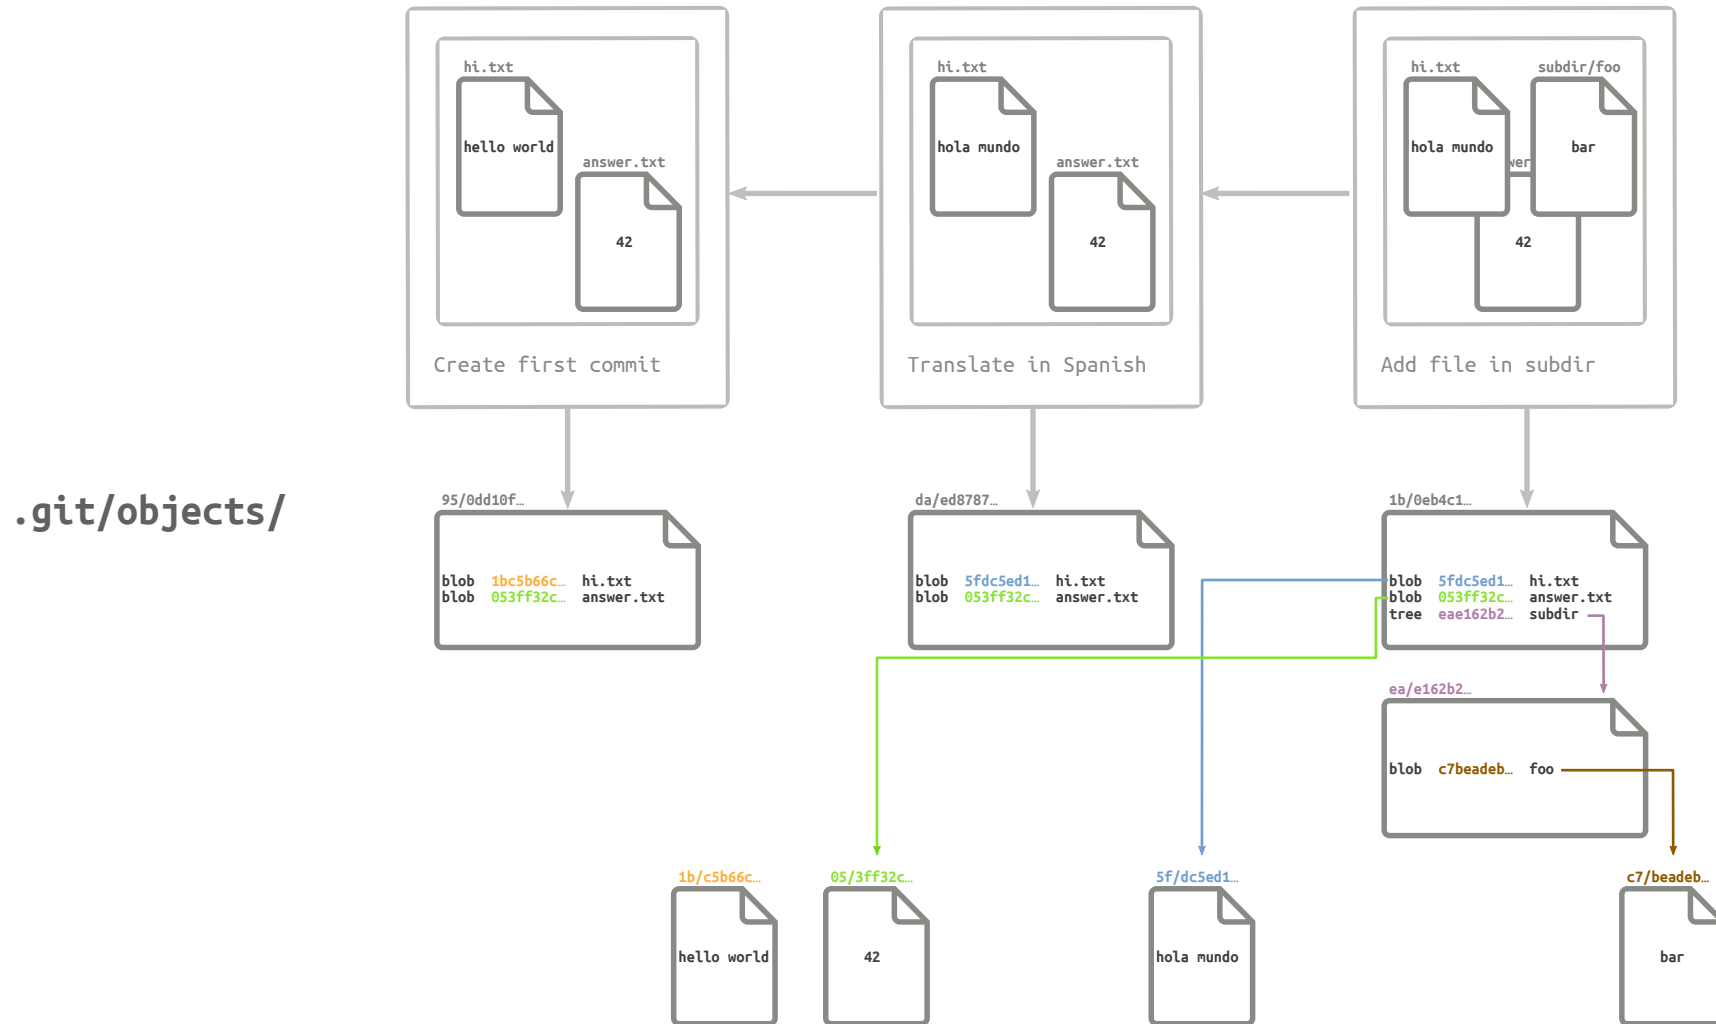 hi.txt
hello world
answer.txt
42
Create first commit
hi.txt
hola mundo
answer.txt
42
Translate in Spanish
hi.txt
subdir/foo
hola mundo
bar
wer
42
Add file in subdir
.git/objects/
95/0dd10f…
blob 1bc5b66c… hi.txt
blob 053ff32c… answer.txt
da/ed8787…
blob 5fdc5ed1… hi.txt
blob 053ff32c… answer.txt
1b/0eb4c1…
blob 5fdc5ed1… hi.txt
blob 053ff32c… answer.txt
tree eae162b2… subdir
ea/e162b2…
blob c7beadeb… foo
1b/c5b66c…
hello world
05/3ff32c…
42
5f/dc5ed1…
hola mundo
c7/beadeb…
bar